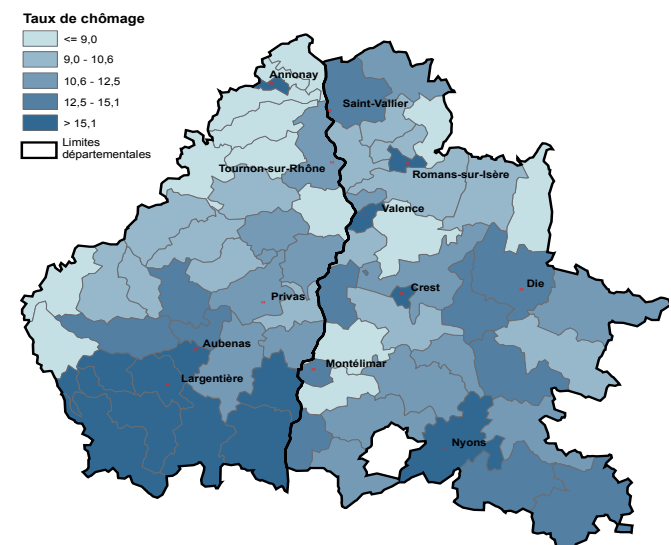 Taux de chômage
<= 9,0
9,0 - 10,6
10,6 - 12,5
12,5 - 15,1
> 15,1
Limites
départementales
Annonay
Saint-Vallier
Tournon-sur-Rhône
Romans-sur-Isère
Valence
Privas
Crest
Die
Aubenas
Montélimar
Largentière
Nyons